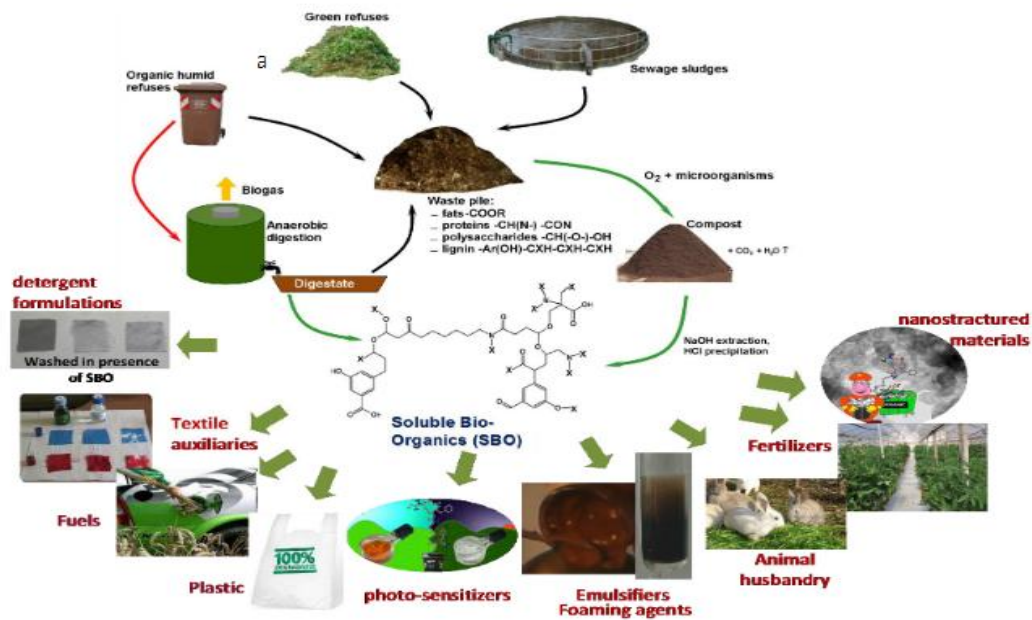 Green refuses
a
Organic humid
refuses
Sewage sludges
Biogas
Anaerobic
digestion
Digestate
Waste pile:
_ fats-COOR
_ proteins -CH(N-) -CON
_ polysaccharides -CH(-O-)-OH
_ lignin -Ar(OH)-CXH-CXH-CXH
O₂ + microorganisms
Compost
+ CO₂ + H₂O ↑
NaOH extraction,
HCl precipitation
detergent
formulations
Washed in presence
of SBO
Soluble Bio-
Organics (SBO)
nanostractured
materials
Textile
auxiliaries
Fertilizers
Fuels
Plastic
100%
photo-sensitizers
Emulsifiers
Foaming agents
Animal
husbandry